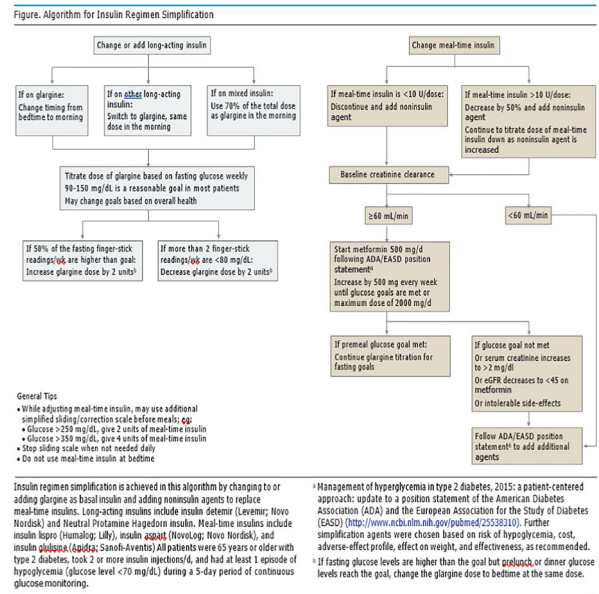 Figure. Algorithm for Insulin Regimen Simplification
Change or add long-acting insulin
If on glargine:
Change timing from
bedtime to morning
If on other long-acting
insulin:
Switch to glargine, same
dose in the morning
If on mixed insulin:
Use 70% of the total dose
as glargine in the morning
Titrate dose of glargine based on fasting glucose weekly
90-150 mg/dL is a reasonable goal in most patients
May change goals based on overall health
If 50% of the fasting finger-stick
readings/wk are higher than goal:
Increase glargine dose by 2 units b
If more than 2 finger-stick
readings/wk are <80 mg/dL:
Decrease glargine dose by 2 units b
Change meal-time insulin
If meal-time insulin is <10 U/dose:
Discontinue and add noninsulin
agent
If meal-time insulin >10 U/dose:
Decrease by 50% and add noninsulin
agent
Continue to titrate dose of meal-time
insulin down as noninsulin agent is
increased
Baseline creatinine clearance
≥60 mL/min
<60 mL/min
Start metformin 500 mg/d
following ADA/EASD position
statement a
Increase by 500 mg every week
until glucose goals are met or
maximum dose of 2000 mg/d
If premeal glucose goal met:
Continue glargine titration for
fasting goals
If glucose goal not met
Or serum creatinine increases
to >2 mg/dl
Or eGFR decreases to <45 on
metformin
Or intolerable side-effects
Follow ADA/EASD position
statement a to add additional
agents
General Tips
• While adjusting meal-time insulin, may use additional
simplified sliding/correction scale before meals; eg:
• Glucose >250 mg/dL, give 2 units of meal-time insulin
• Glucose >350 mg/dL, give 4 units of meal-time insulin
• Stop sliding scale when not needed daily
• Do not use meal-time insulin at bedtime
Insulin regimen simplification is achieved in this algorithm by changing to or
adding glargine as basal insulin and adding noninsulin agents to replace
meal-time insulins. Long-acting insulins include insulin detemir (Levemir; Novo
Nordisk) and Neutral Protamine Hagedorn insulin. Meal-time insulins include
insulin lispro (Humalog; Lilly), insulin aspart (NovoLog; Novo Nordisk), and
insulin glulisine (Apidra; Sanofi-Aventis) All patients were 65 years or older with
type 2 diabetes, took 2 or more insulin injections/d, and had at least 1 episode of
hypoglycemia (glucose level <70 mg/dL) during a 5-day period of continuous
glucose monitoring.
a Management of hyperglycemia in type 2 diabetes, 2015: a patient-centered
approach: update to a position statement of the American Diabetes
Association (ADA) and the European Association for the Study of Diabetes
(EASD) (http://www.ncbi.nlm.nih.gov/pubmed/25538310). Further
simplification agents were chosen based on risk of hypoglycemia, cost,
adverse-effect profile, effect on weight, and effectiveness, as recommended.
b If fasting glucose levels are higher than the goal but prelunch or dinner glucose
levels reach the goal, change the glargine dose to bedtime at the same dose.